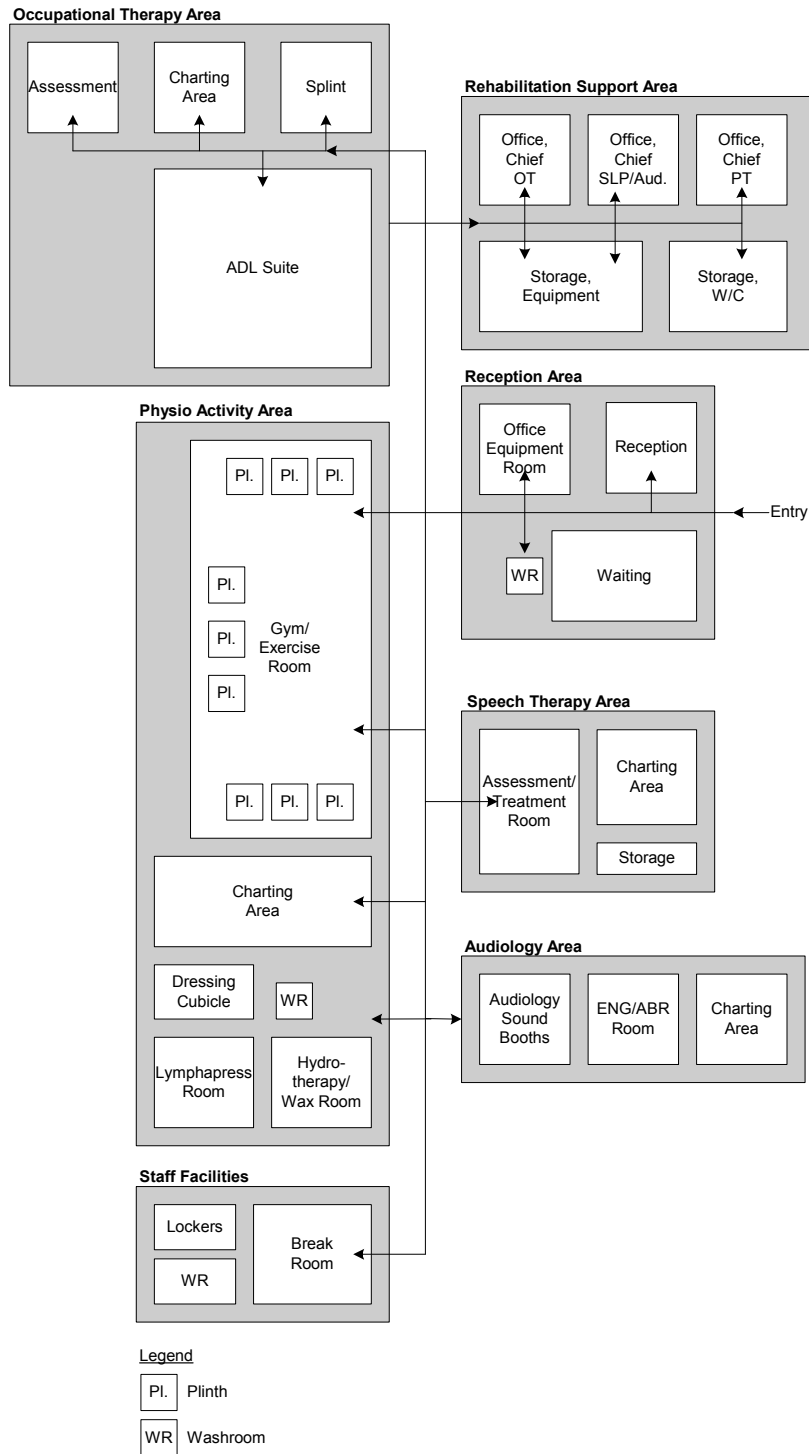 Occupational Therapy Area
Assessment
Charting
Area
Splint
ADL Suite
Rehabilitation Support Area
Office,
Chief
OT
Office,
Chief
SLP/Aud.
Office,
Chief
PT
Storage,
Equipment
Storage,
W/C
Physio Activity Area
Pl.
Pl.
Pl.
Pl.
Pl.
Pl.
Gym/
Exercise
Room
Pl.
Pl.
Pl.
Charting
Area
Dressing
Cubicle
WR
Lymphapress
Room
Hydro-
therapy/
Wax Room
Reception Area
Office
Equipment
Room
Reception
Entry
WR
Waiting
Speech Therapy Area
Assessment/
Treatment
Room
Charting
Area
Storage
Audiology Area
Audiology
Sound
Booths
ENG/ABR
Room
Charting
Area
Staff Facilities
Lockers
WR
Break
Room
Legend
Pl. Plinth
WR Washroom